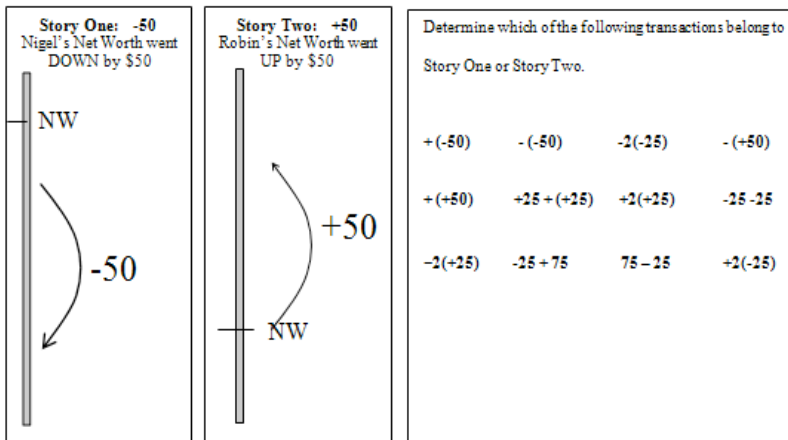 Story One: -50
Nigel's Net Worth went
DOWN by $50
NW
-50
Story Two: +50
Robin's Net Worth went
UP by $50
+50
NW
Determine which of the following transactions belong to
Story One or Story Two.
+(-50) - (-50) -2(-25) - (+50)
+(+50) +25 + (+25) +2(+25) -25 -25
–2(+25) -25 + 75 75 – 25 +2(-25)